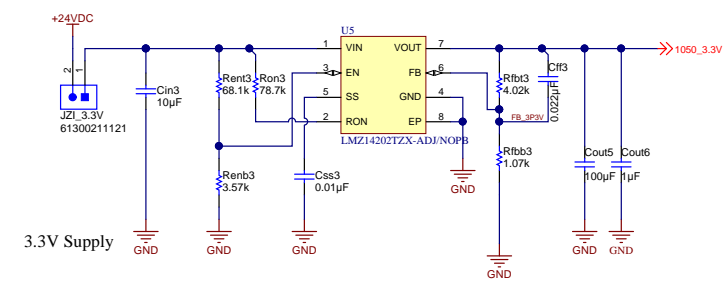 +24VDC
U5
1 VIN VOUT 7
3 EN FB 6
5 SS GND 4
2 RON EP 8
LMZ14202TZX-ADJ/NOPB
2
1
JZI_3.3V
61300211121
Cin3
10µF
Rent3
68.1k
Ron3
78.7k
Renb3
3.57k
Css3
0.01µF
Rfbt3
4.02k
Cff3
0.022µF
FB_3P3V
Rfbb3
1.07k
Cout5
100µF
Cout6
1µF
1050_3.3V
3.3V Supply
GND
GND
GND
GND
GND
GND
GND